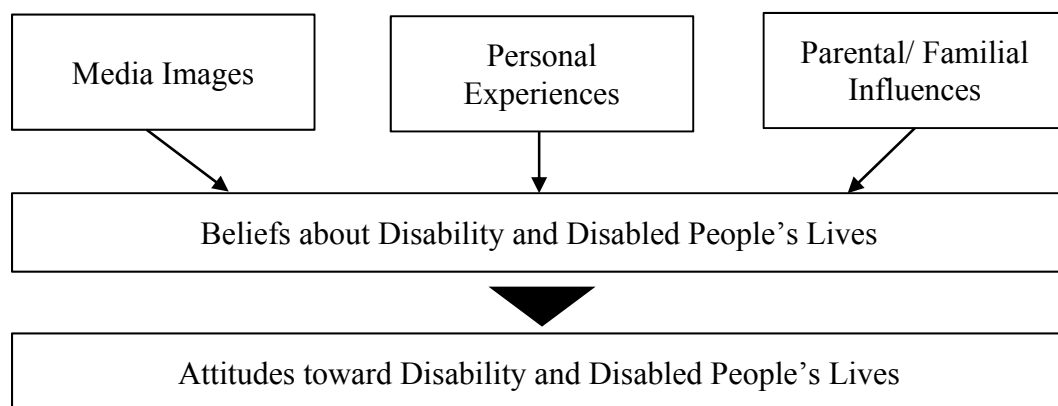 Media Images
Personal
Experiences
Parental/ Familial
Influences
Beliefs about Disability and Disabled People’s Lives
Attitudes toward Disability and Disabled People’s Lives